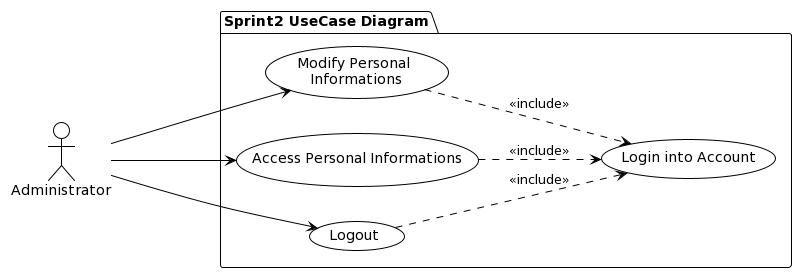 Sprint2 UseCase Diagram
Modify Personal
Informations
«include»
Access Personal Informations
«include»
Login into Account
«include»
Administrator
Logout